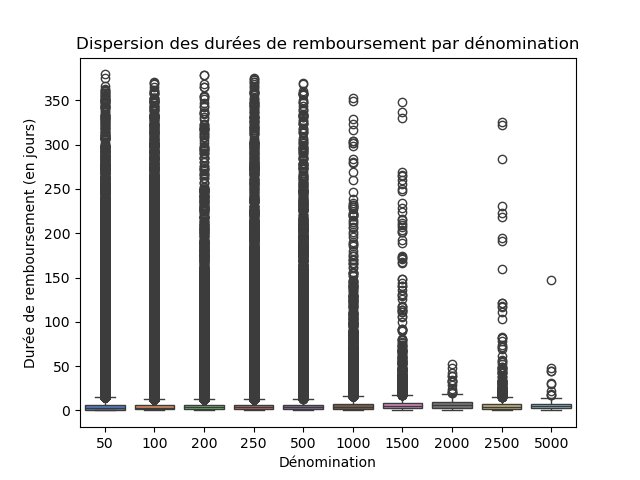 Dispersion des durées de remboursement par dénomination
Durée de remboursement (en jours)
350
300
250
200
150
100
50
0
50 100 200 250 500 1000 1500 2000 2500 5000
Dénomination